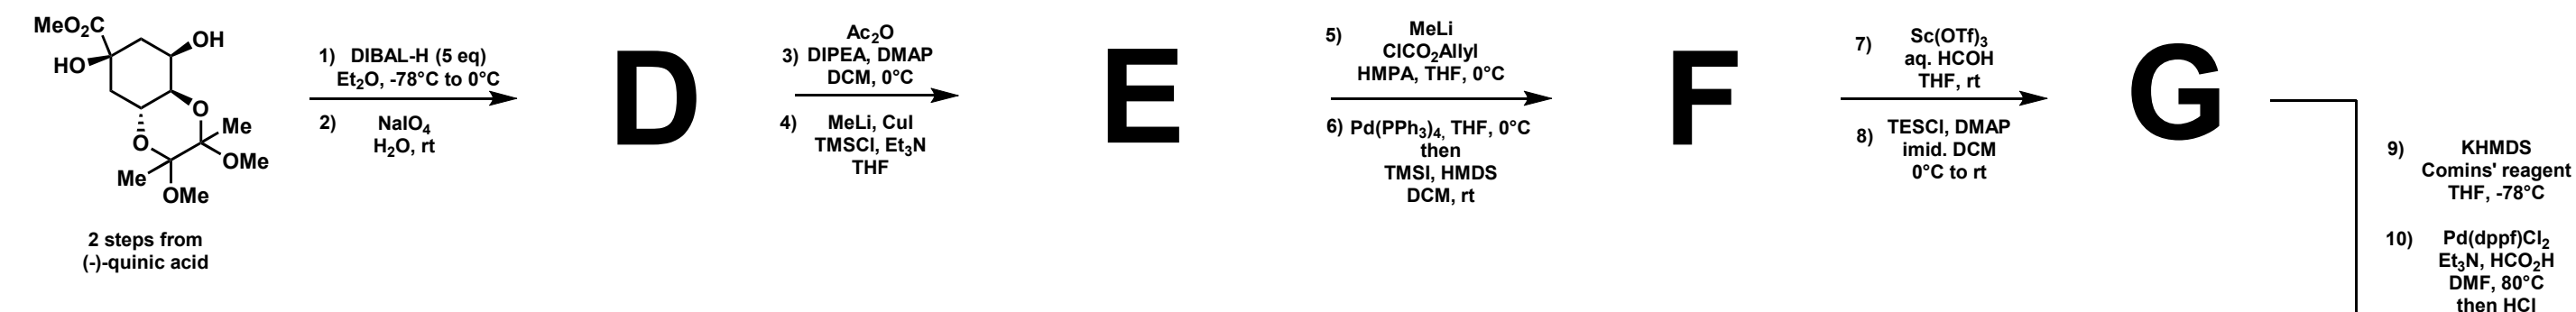 MeO₂C
OH
HO
O
O
Me
OMe
Me
OMe
2 steps from
(-)-quinic acid
1) DIBAL-H (5 eq)
Et₂O, -78°C to 0°C
2) NaIO₄
H₂O, rt
D
Ac₂O
3) DIPEA, DMAP
DCM, 0°C
4) MeLi, CuI
TMSCl, Et₃N
THF
E
5) MeLi
ClCO₂Allyl
HMPA, THF, 0°C
6) Pd(PPh₃)₄, THF, 0°C
then
TMSI, HMDS
DCM, rt
F
7) Sc(OTf)₃
aq. HCOH
THF, rt
8) TESCl, DMAP
imid. DCM
0°C to rt
G
9) KHMDS
Comins' reagent
THF, -78°C
10) Pd(dppf)Cl₂
Et₃N, HCO₂H
DMF, 80°C
then HCl